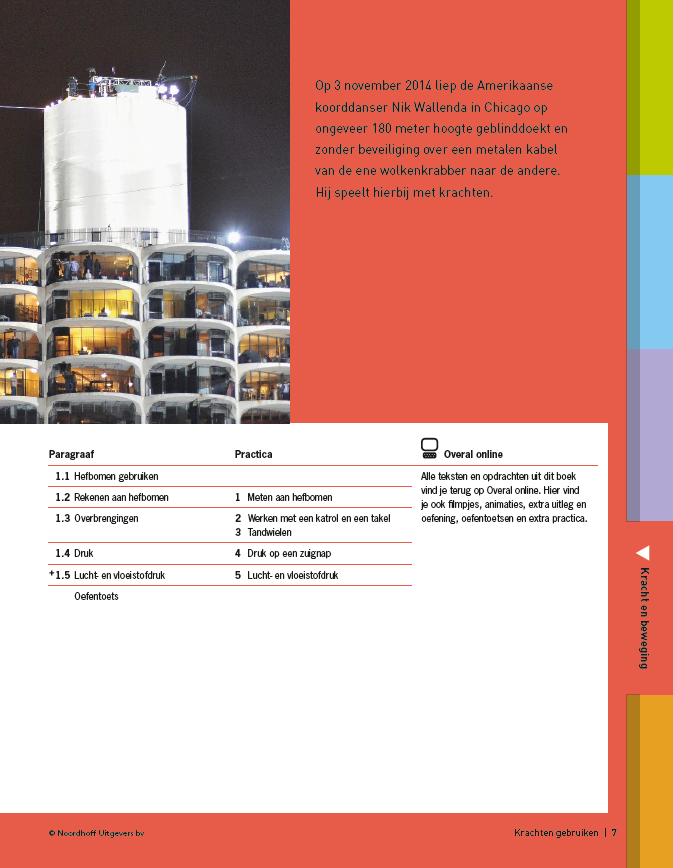 Op 3 november 2014 liep de Amerikaanse
koorddanser Nik Wallenda in Chicago op
ongeveer 180 meter hoogte geblinddoekt en
zonder beveiliging over een metalen kabel
van de ene wolkenkrabber naar de andere.
Hij speelt hierbij met krachten.
Paragraaf Practica Overal online
1.1 Hefbomen gebruiken
1.2 Rekenen aan hefbomen 1 Meten aan hefbomen
1.3 Overbrengingen 2 Werken met een katrol en een takel
3 Tandwielen
1.4 Druk 4 Druk op een zuignap
+1.5 Lucht- en vloeistofdruk 5 Lucht- en vloeistofdruk
Oefentoets
Alle teksten en opdrachten uit dit boek
vind je terug op Overal online. Hier vind
je ook filmpjes, animaties, extra uitleg en
oefening, oefentoetsen en extra practica.
Kracht en beweging
© Noordhoff Uitgevers bv
Krachten gebruiken | 7